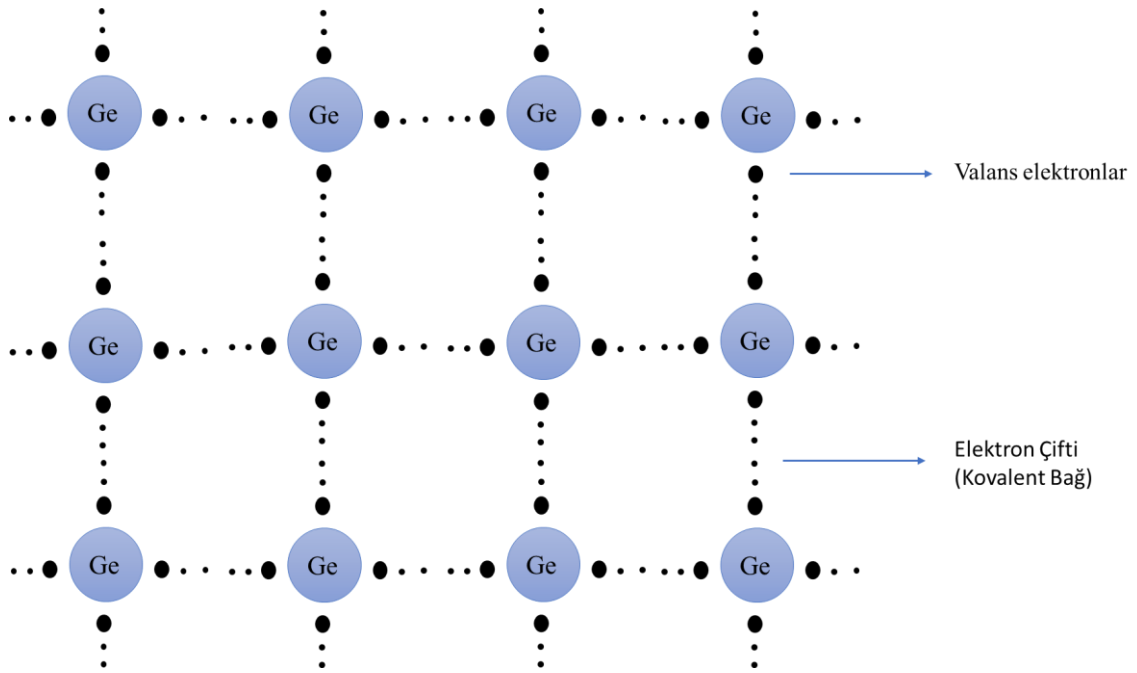 Ge Ge Ge Ge
Valans elektronlar
Ge Ge Ge Ge
Elektron Çifti
(Kovalent Bağ)
Ge Ge Ge Ge